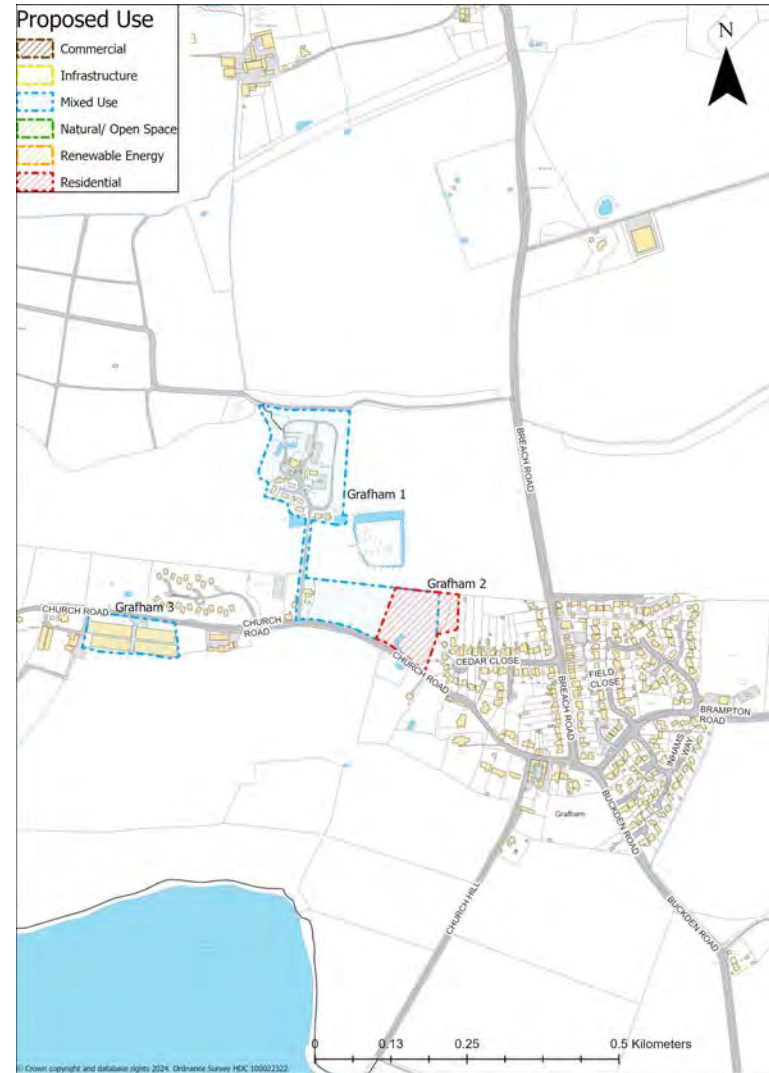 Proposed Use
Commercial
Infrastructure
Mixed Use
Natural/ Open Space
Renewable Energy
Residential
N
BREACH ROAD
Grafham 1
Grafham 2
Grafham 3
CHURCH ROAD
CHURCH
ROAD
CHURCH ROAD
CEDAR CLOSE
BREACH ROAD
FIELD
CLOSE
BRAMPTON
ROAD
INHAMS
WAY
Grafham
BUCKDEN ROAD
BUCKDEN ROAD
CHURCH HILL
0 0.13 0.25 0.5 Kilometers
© Crown copyright and database rights 2024. Ordnance Survey HDC 100022322.